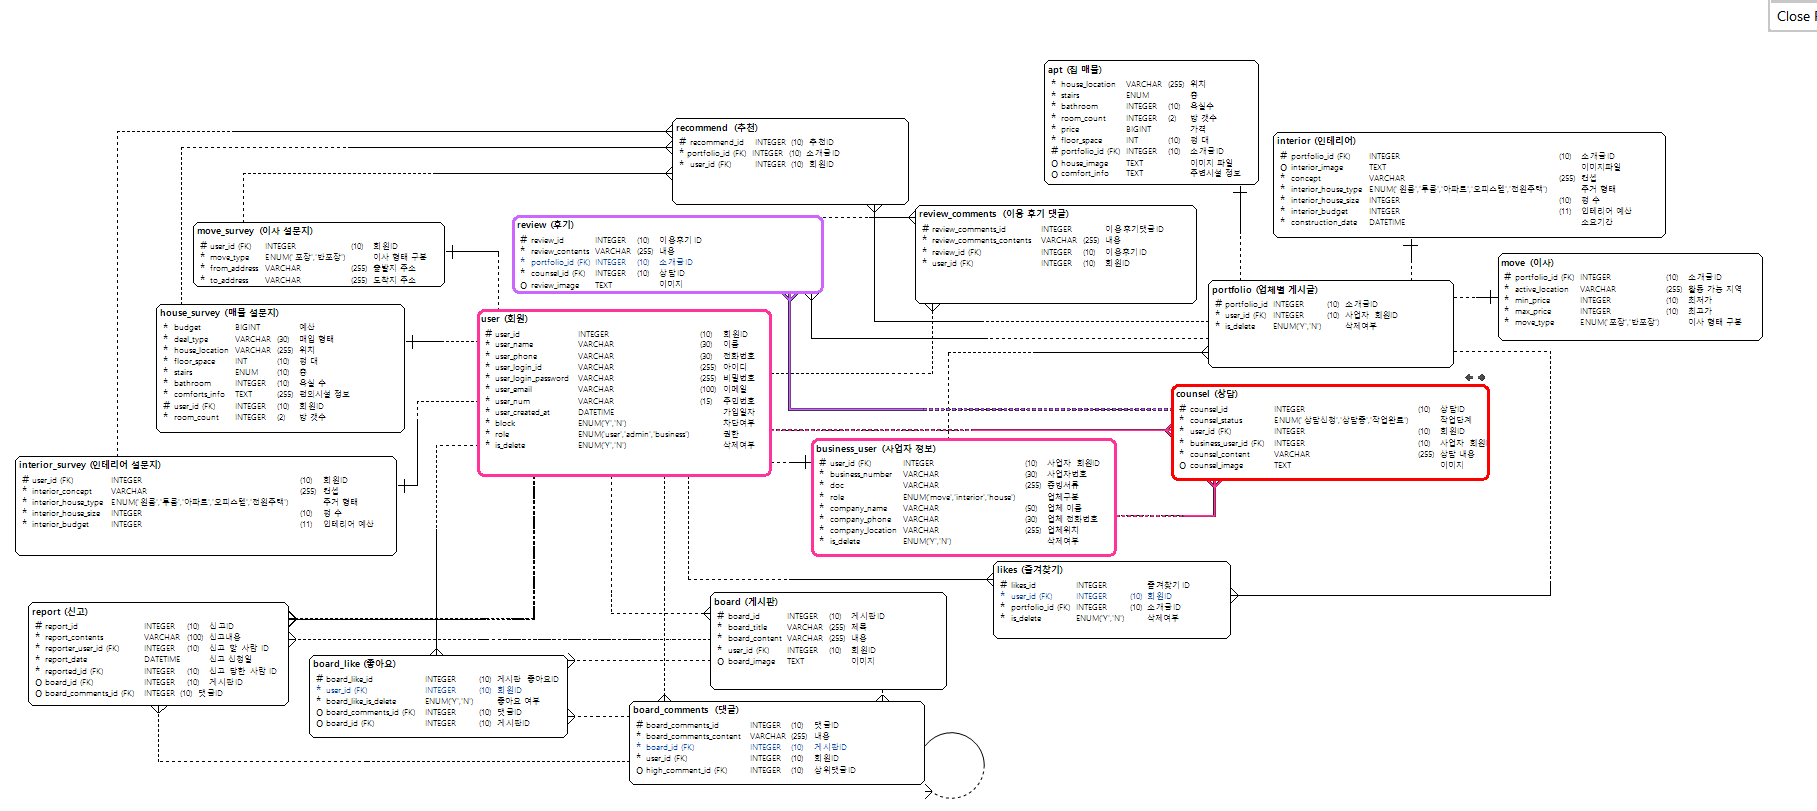 Close
apt (집 매물)
* house_location VARCHAR (255) 위치
* stairs ENUM 층
* bathroom INTEGER (10) 욕실수
* room_count INTEGER (2) 방 갯수
* price BIGINT 가격
* floor_space INT (10) 평 대
# portfolio_id (FK) INTEGER (10) 소개글ID
O house_image TEXT 이미지 파일
O comfort_info TEXT 주변시설 정보
recommend (추천)
# recommend_id INTEGER (10) 추천ID
* portfolio_id (FK) INTEGER (10) 소개글ID
* user_id (FK) INTEGER (10) 회원ID
interior (인테리어)
# portfolio_id (FK) INTEGER (10) 소개글ID
O interior_image TEXT 이미지파일
* concept VARCHAR (255) 컨셉
* interior_house_type ENUM('원룸','투룸','아파트','오피스텔','전원주택') 주거 형태
* interior_house_size INTEGER (10) 평 수
* interior_budget INTEGER (11) 인테리어 예산
* construction_date DATETIME 소요기간
move_survey (이사 설문지)
# user_id (FK) INTEGER (10) 회원ID
* move_type ENUM('포장','반포장') 이사 형태 구분
* from_address VARCHAR (255) 출발지 주소
* to_address VARCHAR (255) 도착지 주소
review (후기)
# review_id INTEGER (10) 이용후기ID
* review_contents VARCHAR (255) 내용
* portfolio_id (FK) INTEGER (10) 소개글ID
* counsel_id (FK) INTEGER (10) 상담ID
O review_image TEXT 이미지
review_comments (이용 후기 댓글)
# review_comments_id INTEGER 이용후기댓글ID
* review_comments_contents VARCHAR (255) 내용
* review_id (FK) INTEGER (10) 이용후기ID
* user_id (FK) INTEGER (10) 회원ID
move (이사)
# portfolio_id (FK) INTEGER (10) 소개글ID
* active_location VARCHAR (255) 활동 가능 지역
* min_price INTEGER (10) 최저가
* max_price INTEGER (10) 최고가
* move_type ENUM('포장','반포장') 이사 형태 구분
portfolio (업체별 게시글)
# portfolio_id INTEGER (10) 소개글ID
* user_id (FK) INTEGER (10) 사업자 회원ID
* is_delete ENUM('Y','N') 삭제여부
house_survey (매물 설문지)
* budget BIGINT 예산
* deal_type VARCHAR (30) 매입 형태
* house_location VARCHAR (255) 위치
* floor_space INT (10) 평 대
* stairs ENUM (10) 층
* bathroom INTEGER (10) 욕실 수
* comforts_info TEXT (255) 편의시설 정보
# user_id (FK) INTEGER (10) 회원ID
* room_count INTEGER (2) 방 갯수
user (회원)
# user_id INTEGER (10) 회원ID
* user_name VARCHAR (30) 이름
* user_phone VARCHAR (30) 전화번호
* user_login_id VARCHAR (255) 아이디
* user_login_password VARCHAR (255) 비밀번호
* user_email VARCHAR (100) 이메일
* user_num VARCHAR (15) 주민번호
* user_created_at DATETIME 가입일자
* block ENUM('Y','N') 차단여부
* role ENUM('user','admin','business') 권한
* is_delete ENUM('Y','N') 삭제여부
counsel (상담)
# counsel_id INTEGER (10) 상담ID
* counsel_status ENUM('상담신청','상담중','작업완료') 작업단계
* user_id (FK) INTEGER (10) 회원ID
* business_user_id (FK) INTEGER (10) 사업자 회원
* counsel_content VARCHAR (255) 상담 내용
O counsel_image TEXT 이미지
business_user (사업자 정보)
# user_id (FK) INTEGER (10) 사업자 회원ID
* business_number VARCHAR (30) 사업자번호
* doc VARCHAR (255) 증빙서류
* role ENUM('move','interior','house') 업체구분
* company_name VARCHAR (50) 업체 이름
* company_phone VARCHAR (30) 업체 전화번호
* company_location VARCHAR (255) 업체위치
* is_delete ENUM('Y','N') 삭제여부
interior_survey (인테리어 설문지)
# user_id (FK) INTEGER (10) 회원ID
* interior_concept VARCHAR (255) 컨셉
* interior_house_type ENUM('원룸','투룸','아파트','오피스텔','전원주택') 주거 형태
* interior_house_size INTEGER (10) 평 수
* interior_budget INTEGER (11) 인테리어 예산
likes (즐겨찾기)
# likes_id INTEGER 즐겨찾기 ID
* user_id (FK) INTEGER (10) 회원ID
* portfolio_id (FK) INTEGER (10) 소개글ID
* is_delete ENUM('Y','N') 삭제여부
report (신고)
# report_id INTEGER (10) 신고ID
* report_contents VARCHAR (100) 신고내용
* reporter_user_id (FK) INTEGER (10) 신고 한 사람 ID
* report_date DATETIME 신고 신청일
* reported_id (FK) INTEGER (10) 신고 당한 사람 ID
O board_id (FK) INTEGER (10) 게시판ID
O board_comments_id (FK) INTEGER (10) 댓글ID
board (게시판)
# board_id INTEGER (10) 게시판ID
* board_title VARCHAR (255) 제목
* board_content VARCHAR (255) 내용
* user_id (FK) INTEGER (10) 회원ID
O board_image TEXT 이미지
board_like (좋아요)
# board_like_id INTEGER (10) 게시판 좋아요ID
* user_id (FK) INTEGER (10) 회원ID
* board_like_is_delete ENUM('Y','N') 좋아요 여부
O board_comments_id (FK) INTEGER (10) 댓글ID
O board_id (FK) INTEGER (10) 게시판ID
board_comments (댓글)
# board_comments_id INTEGER (10) 댓글ID
* board_comments_content VARCHAR (255) 내용
* board_id (FK) INTEGER (10) 게시판ID
* user_id (FK) INTEGER (10) 회원ID
O high_comment_id (FK) INTEGER (10) 상위댓글ID